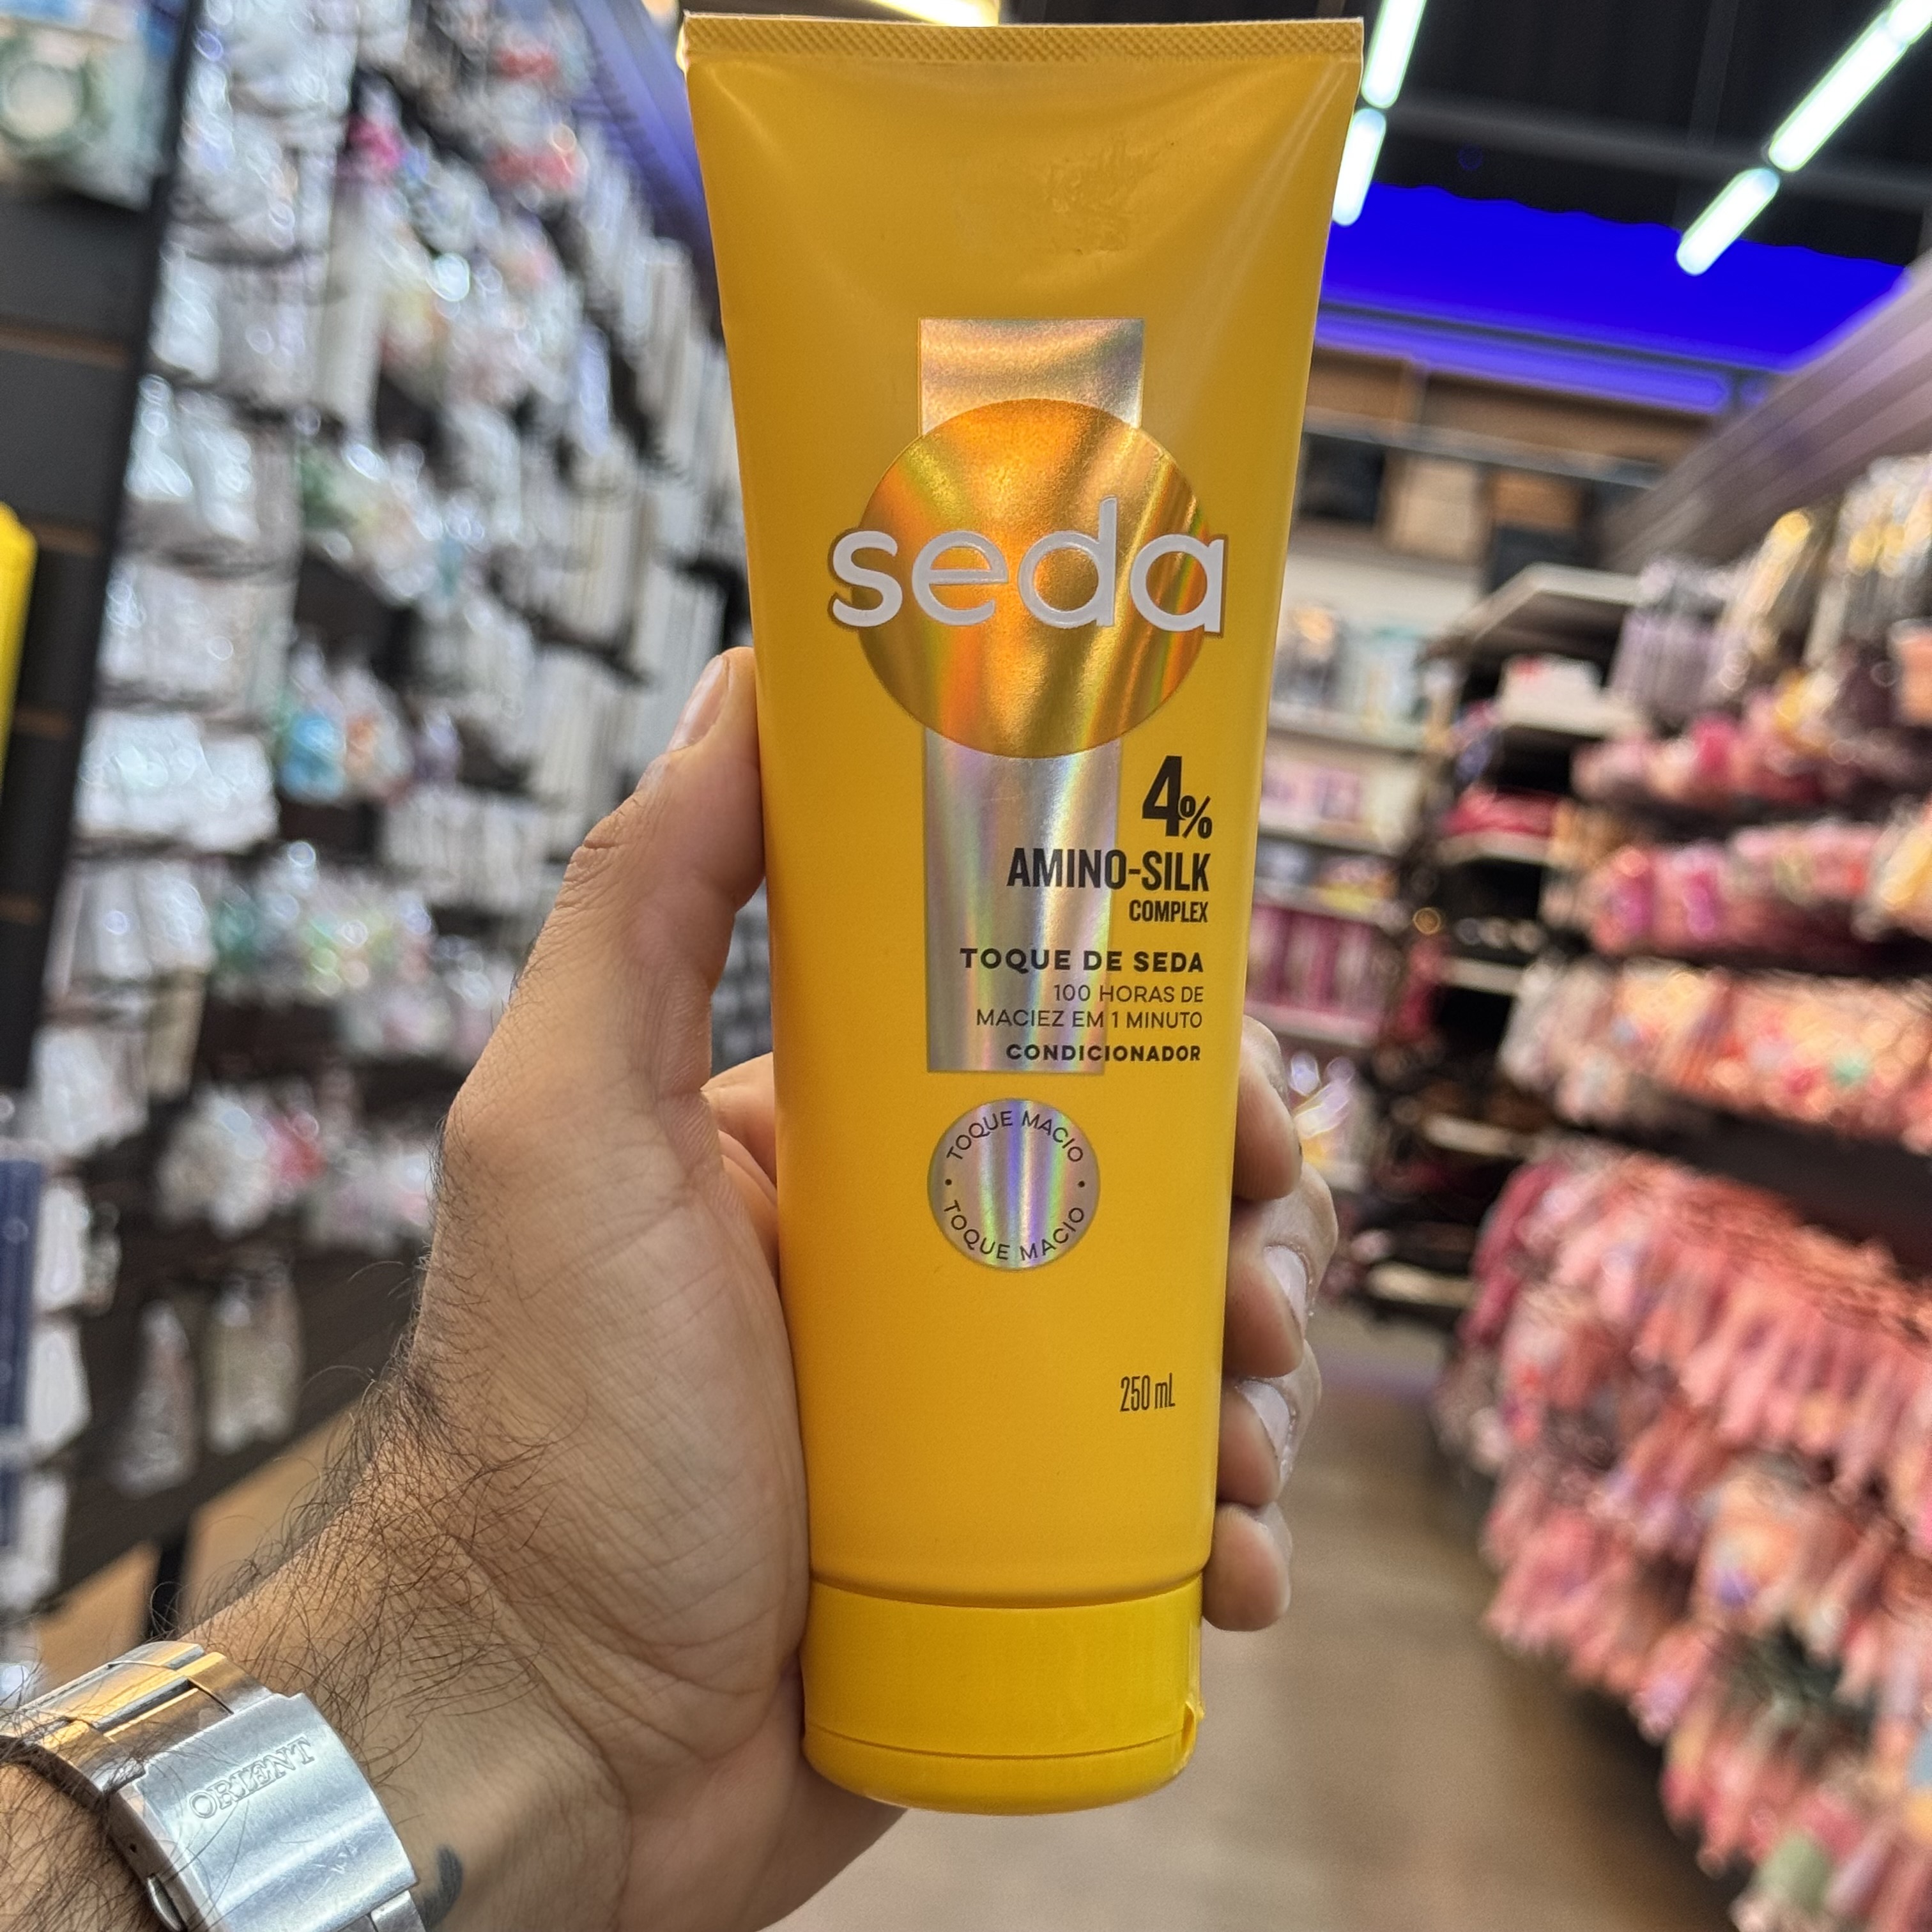 seda
4%
AMINO-SILK
COMPLEX
TOQUE DE SEDA
100 HORAS DE
MACIEZ EM 1 MINUTO
CONDICIONADOR
TOQUE MACIO
TOQUE MACIO
250 mL
ORIENT